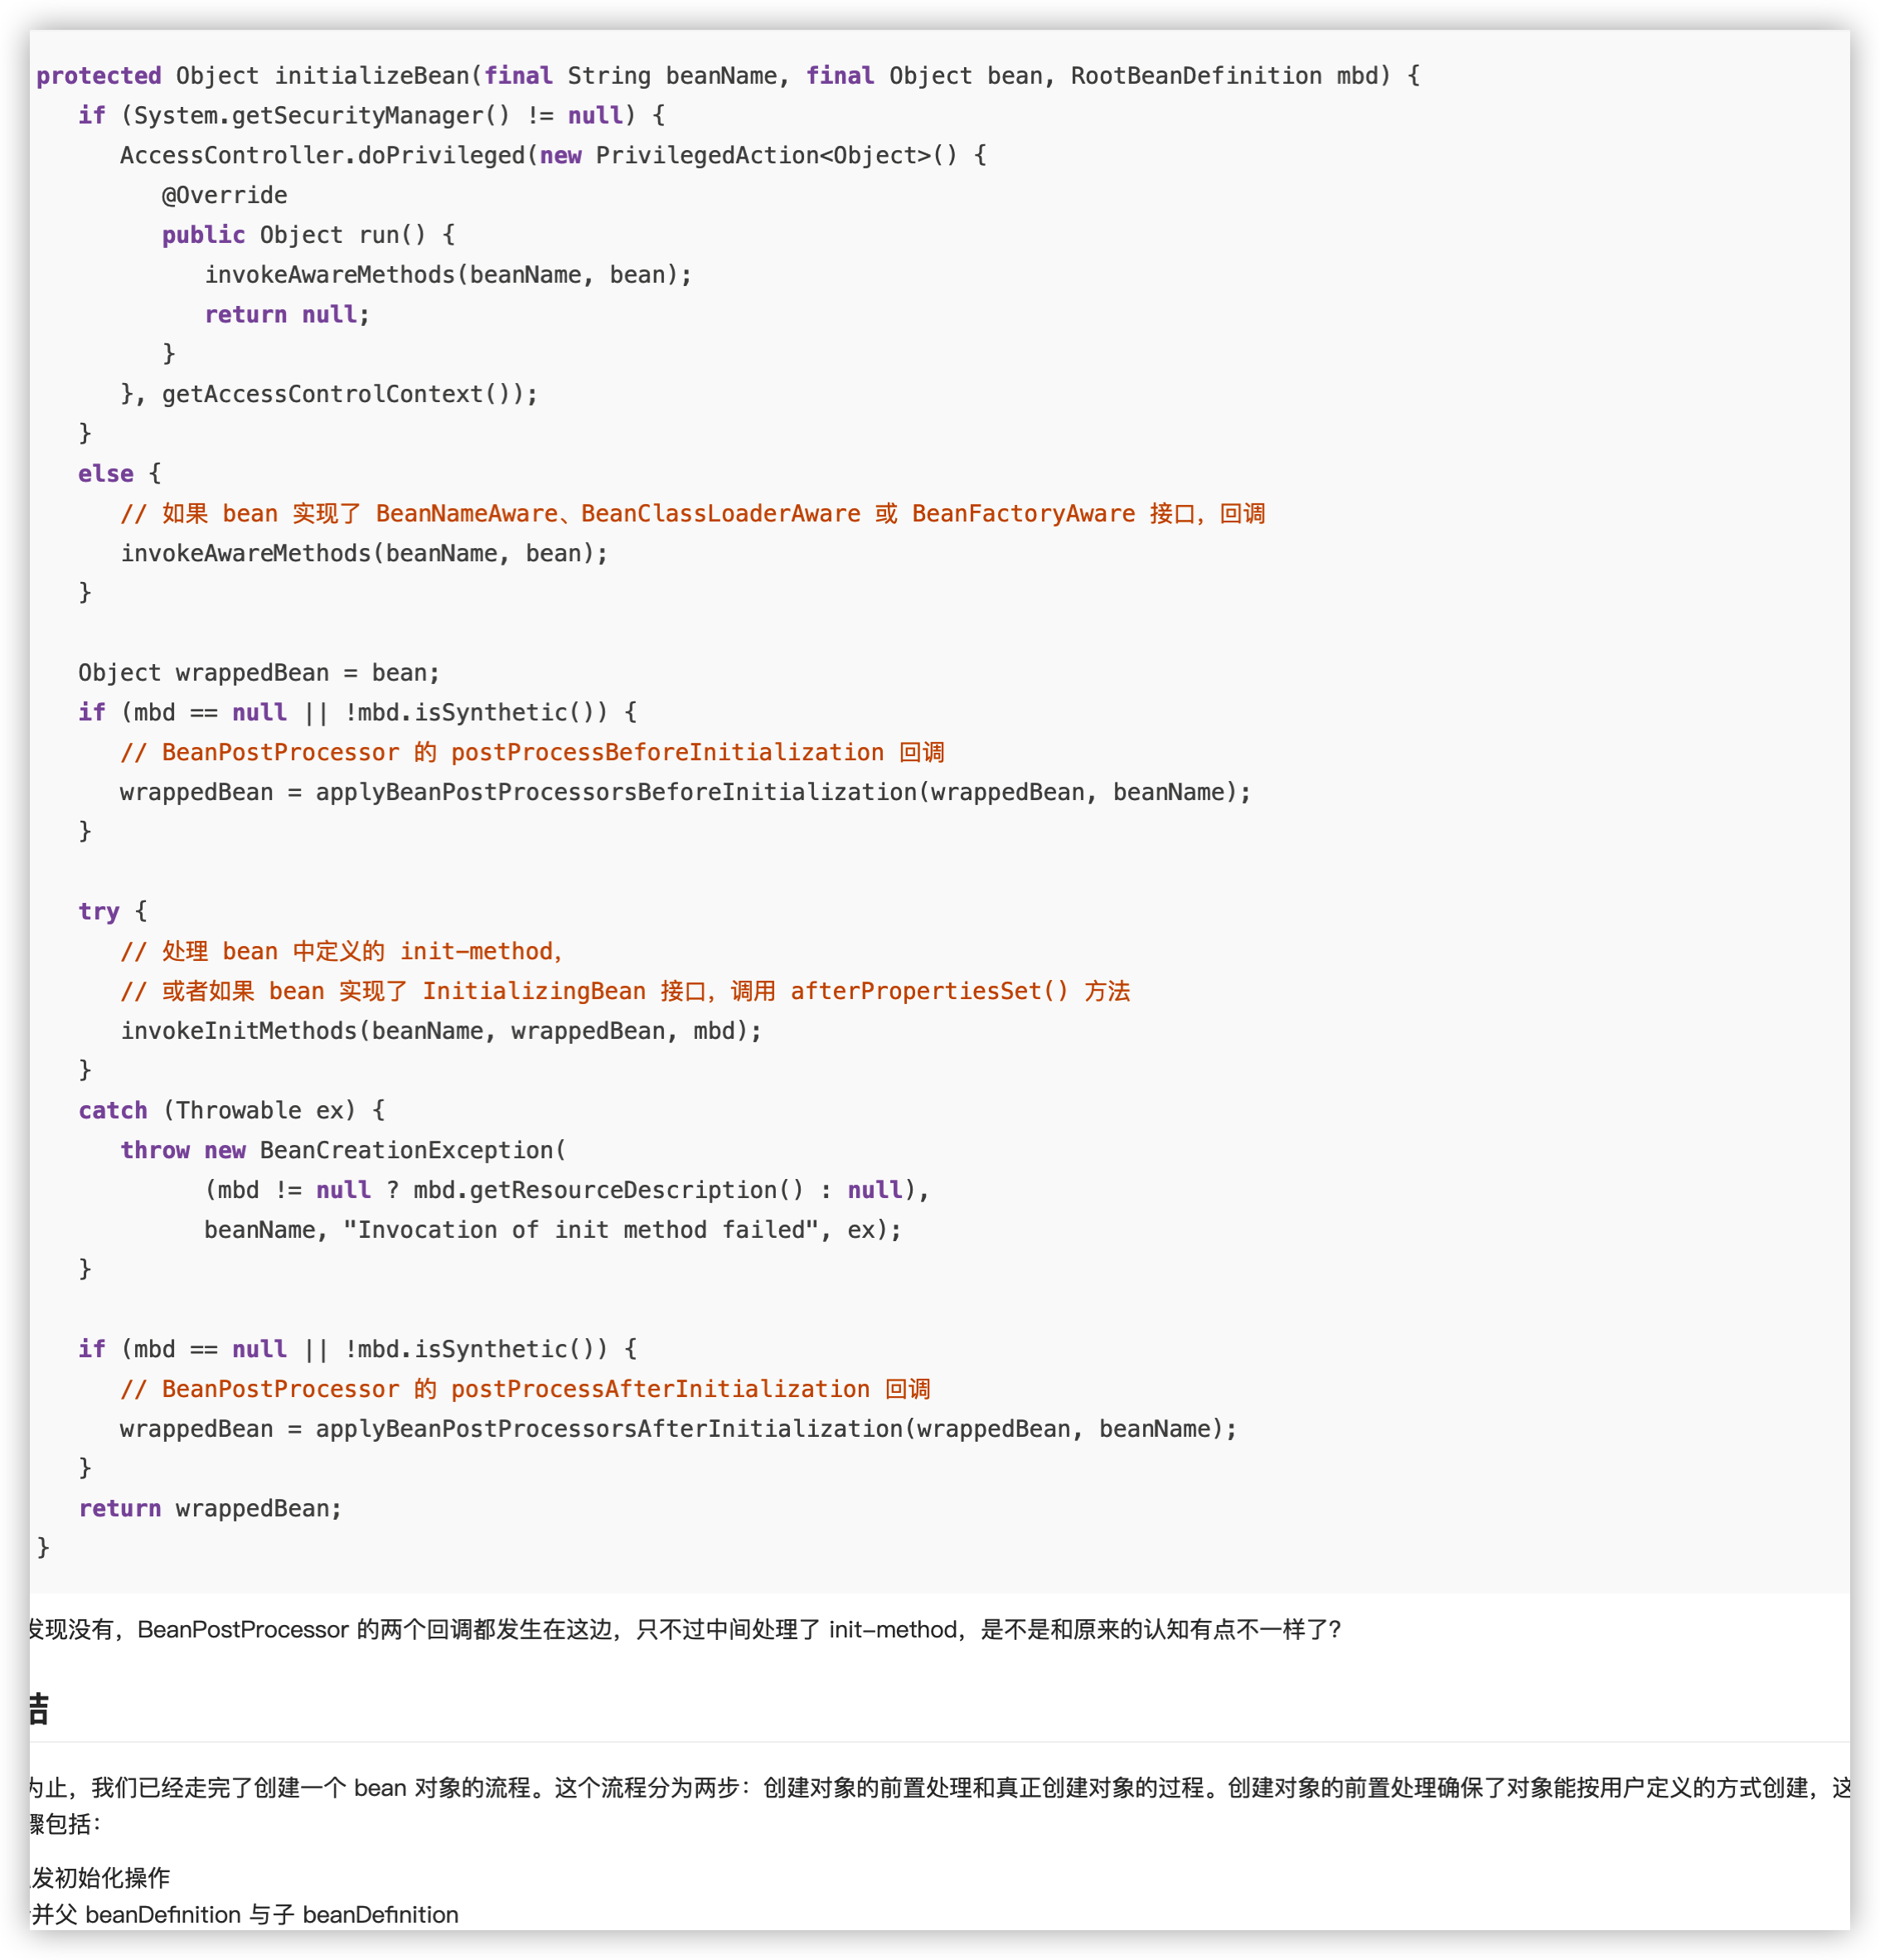 protected Object initializeBean(final String beanName, final Object bean, RootBeanDefinition mbd) {
   if (System.getSecurityManager() != null) {
      AccessController.doPrivileged(new PrivilegedAction<Object>() {
         @Override
         public Object run() {
            invokeAwareMethods(beanName, bean);
            return null;
         }
      }, getAccessControlContext());
   }
   else {
      // 如果 bean 实现了 BeanNameAware、BeanClassLoaderAware 或 BeanFactoryAware 接口，回调
      invokeAwareMethods(beanName, bean);
   }
   Object wrappedBean = bean;
   if (mbd == null || !mbd.isSynthetic()) {
      // BeanPostProcessor 的 postProcessBeforeInitialization 回调
      wrappedBean = applyBeanPostProcessorsBeforeInitialization(wrappedBean, beanName);
   }
   try {
      // 处理 bean 中定义的 init-method，
      // 或者如果 bean 实现了 InitializingBean 接口，调用 afterPropertiesSet() 方法
      invokeInitMethods(beanName, wrappedBean, mbd);
   }
   catch (Throwable ex) {
      throw new BeanCreationException(
            (mbd != null ? mbd.getResourceDescription() : null),
            beanName, "Invocation of init method failed", ex);
   }
   if (mbd == null || !mbd.isSynthetic()) {
      // BeanPostProcessor 的 postProcessAfterInitialization 回调
      wrappedBean = applyBeanPostProcessorsAfterInitialization(wrappedBean, beanName);
   }
   return wrappedBean;
}
发现没有，BeanPostProcessor 的两个回调都发生在这边，只不过中间处理了 init-method，是不是和原来的认知有点不一样了？
结
为止，我们已经走完了创建一个 bean 对象的流程。这个流程分为两步：创建对象的前置处理和真正创建对象的过程。创建对象的前置处理确保了对象能按用户定义的方式创建，这
骤包括：
发初始化操作
并父 beanDefinition 与子 beanDefinition